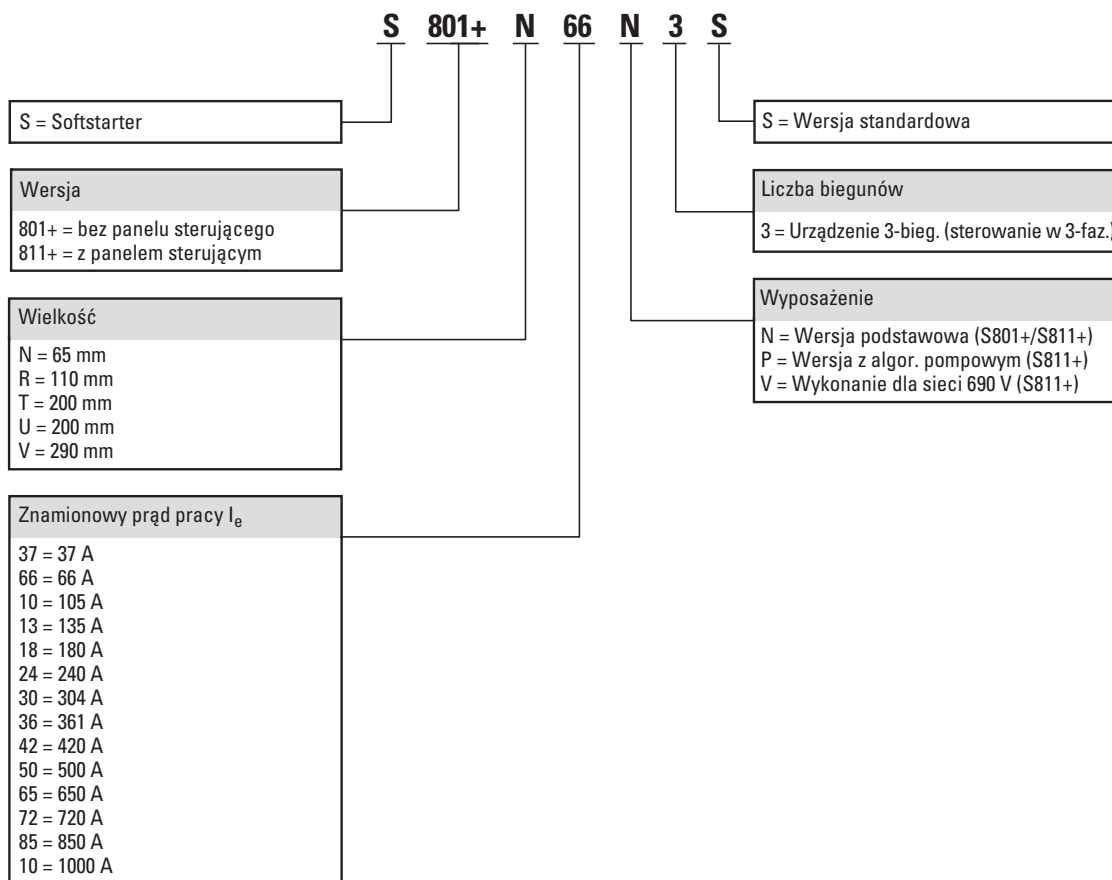 S 801+ N 66 N 3 S
S = Softstarter
Wersja
801+ = bez panelu sterującego
811+ = z panelem sterującym
Wielkość
N = 65 mm
R = 110 mm
T = 200 mm
U = 200 mm
V = 290 mm
Znamionowy prąd pracy Ie
37 = 37 A
66 = 66 A
10 = 105 A
13 = 135 A
18 = 180 A
24 = 240 A
30 = 304 A
36 = 361 A
42 = 420 A
50 = 500 A
65 = 650 A
72 = 720 A
85 = 850 A
10 = 1000 A
S = Wersja standardowa
Liczba biegunów
3 = Urządzenie 3-bieg. (sterowanie w 3-faz.)
Wyposażenie
N = Wersja podstawowa (S801+/S811+)
P = Wersja z algor. pompowym (S811+)
V = Wykonanie dla sieci 690 V (S811+)